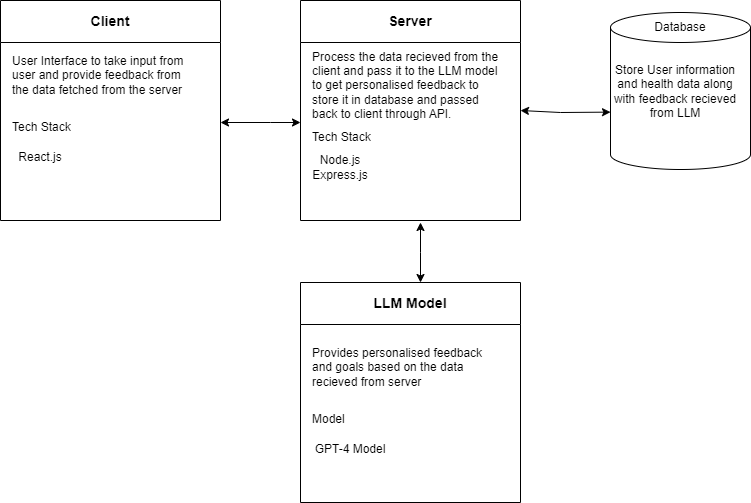 Client
User Interface to take input from
user and provide feedback from
the data fetched from the server
Tech Stack
React.js
Server
Process the data recieved from the
client and pass it to the LLM model
to get personalised feedback to
store it in database and passed
back to client through API.
Tech Stack
Node.js
Express.js
Database
Store User information
and health data along
with feedback recieved
from LLM
LLM Model
Provides personalised feedback
and goals based on the data
recieved from server
Model
GPT-4 Model